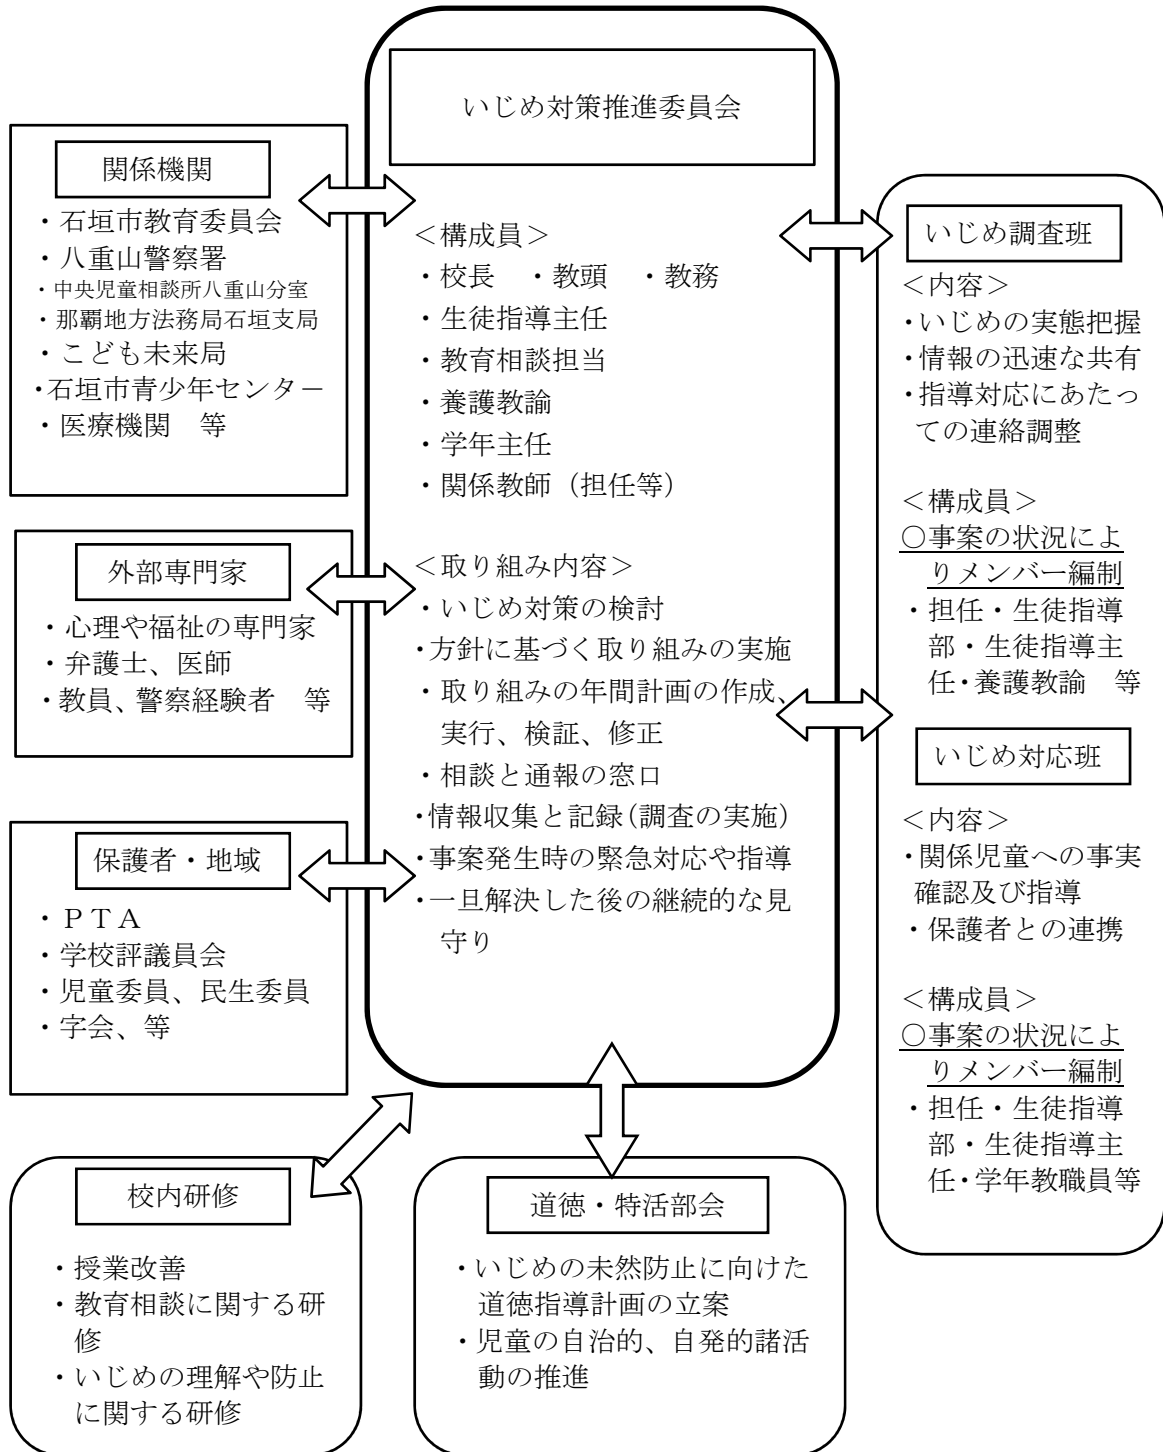 いじめ対策推進委員会
＜構成員＞
・校長　・教頭　・教務
・生徒指導主任
・教育相談担当
・養護教諭
・学年主任
・関係教師（担任等）
＜取り組み内容＞
・いじめ対策の検討
・方針に基づく取り組みの実施
・取り組みの年間計画の作成、
実行、検証、修正
・相談と通報の窓口
・情報収集と記録（調査の実施）
・事案発生時の緊急対応や指導
・一旦解決した後の継続的な見
守り
関係機関
・石垣市教育委員会
・八重山警察署
・中央児童相談所八重山分室
・那覇地方法務局石垣支局
・こども未来局
・石垣市青少年センター
・医療機関　等
外部専門家
・心理や福祉の専門家
・弁護士、医師
・教員、警察経験者　等
保護者・地域
・ＰＴＡ
・学校評議員会
・児童委員、民生委員
・字会、等
いじめ調査班
＜内容＞
・いじめの実態把握
・情報の迅速な共有
・指導対応にあたっ
ての連絡調整
＜構成員＞
○事案の状況によ
りメンバー編制
・担任・生徒指導
部・生徒指導主
任・養護教諭　等
いじめ対応班
＜内容＞
・関係児童への事実
確認及び指導
・保護者との連携
＜構成員＞
○事案の状況によ
りメンバー編制
・担任・生徒指導
部・生徒指導主
任・学年教職員等
校内研修
・授業改善
・教育相談に関する研
修
・いじめの理解や防止
に関する研修
道徳・特活部会
・いじめの未然防止に向けた
道徳指導計画の立案
・児童の自治的、自発的諸活
動の推進